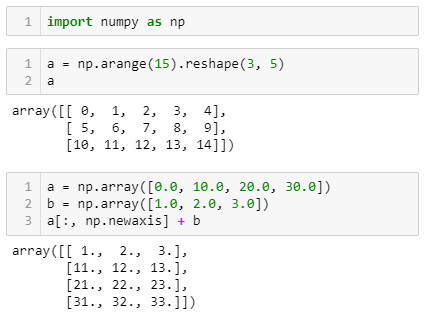 1 import numpy as np
1 a = np.arange(15).reshape(3, 5)
2 a
array([[ 0,  1,  2,  3,  4],
       [ 5,  6,  7,  8,  9],
       [10, 11, 12, 13, 14]])
1 a = np.array([0.0, 10.0, 20.0, 30.0])
2 b = np.array([1.0, 2.0, 3.0])
3 a[:, np.newaxis] + b
array([[ 1.,  2.,  3.],
       [11., 12., 13.],
       [21., 22., 23.],
       [31., 32., 33.]])